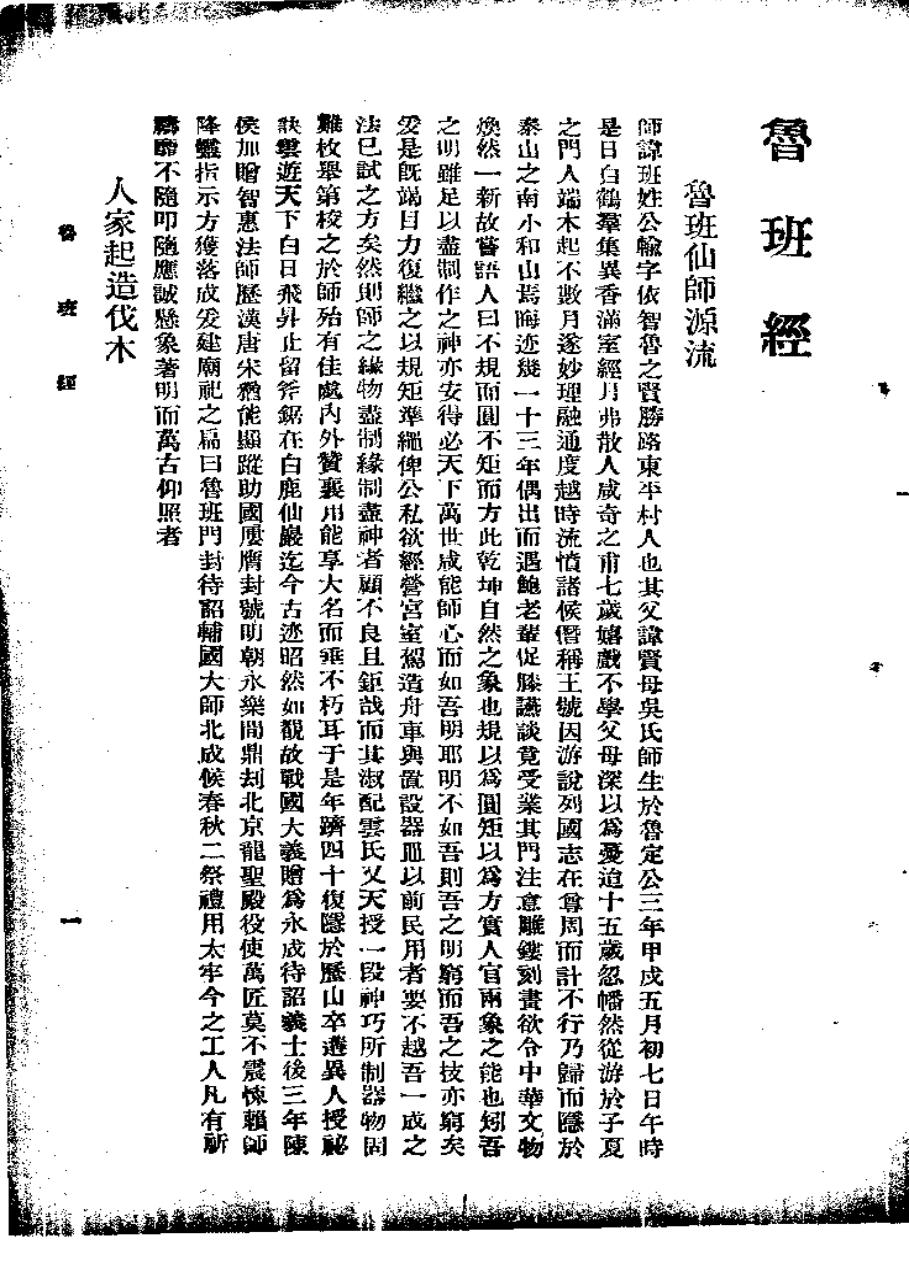 魯班經
魯班仙師源流
師諱班姓公輸字依智魯之賢勝路東平村人也其父諱賢母吳氏師生於魯定公三年甲戌五月初七日午時
是日白鶴羣集異香滿室經月弗散人咸奇之甫七歲嬉戲不學父母深以爲憂迨十五歲忽幡然從游於子夏
之門人端木起不數月遂妙理融通度越時流憤諸侯僭稱王號因游說列國志在尊周而計不行乃歸而隱於
泰山之南小和山焉晦迹幾一十三年偶出而遇鮑老輩促膝讌談竟受業其門注意雕鏤刻畫欲令中華文物
煥然一新故嘗語人曰不規而圓不矩而方此乾坤自然之象也規以爲圓矩以爲方實人官兩象之能也矧吾
之明雖足以盡制作之神亦安得必天下萬世咸能師心而如吾明耶明不如吾則吾之明窮而吾之技亦窮矣
爰是旣竭目力復繼之以規矩準繩俾公私欲經營宮室駕造舟車與置設器皿以前民用者要不越吾一成之
法已試之方矣然則師之緣物盡制緣制盡神者顧不良且鉅哉而其淑配雲氏又天授一段神巧所制器物固
難枚舉第校之於師殆有佳處內外贊襄用能享大名而垂不朽耳于是年躋四十復隱於歷山卒遘異人授祕
訣雲遊天下白日飛昇止留斧鋸在白鹿仙巖迄今古迹昭然如覩故戰國大義贈爲永成待詔義士後三年陳
侯加贈智惠法師歷漢唐宋猶能顯蹤助國屢膺封號明朝永樂間鼎刱北京龍聖殿役使萬匠莫不震悚賴師
降靈指示方獲落成爰建廟祀之扁曰魯班門封待詔輔國大師北成候春秋二祭禮用太牢今之工人凡有祈
禱靡不隨叩隨應誠懸象著明而萬古仰照者
人家起造伐木
魯班經
一